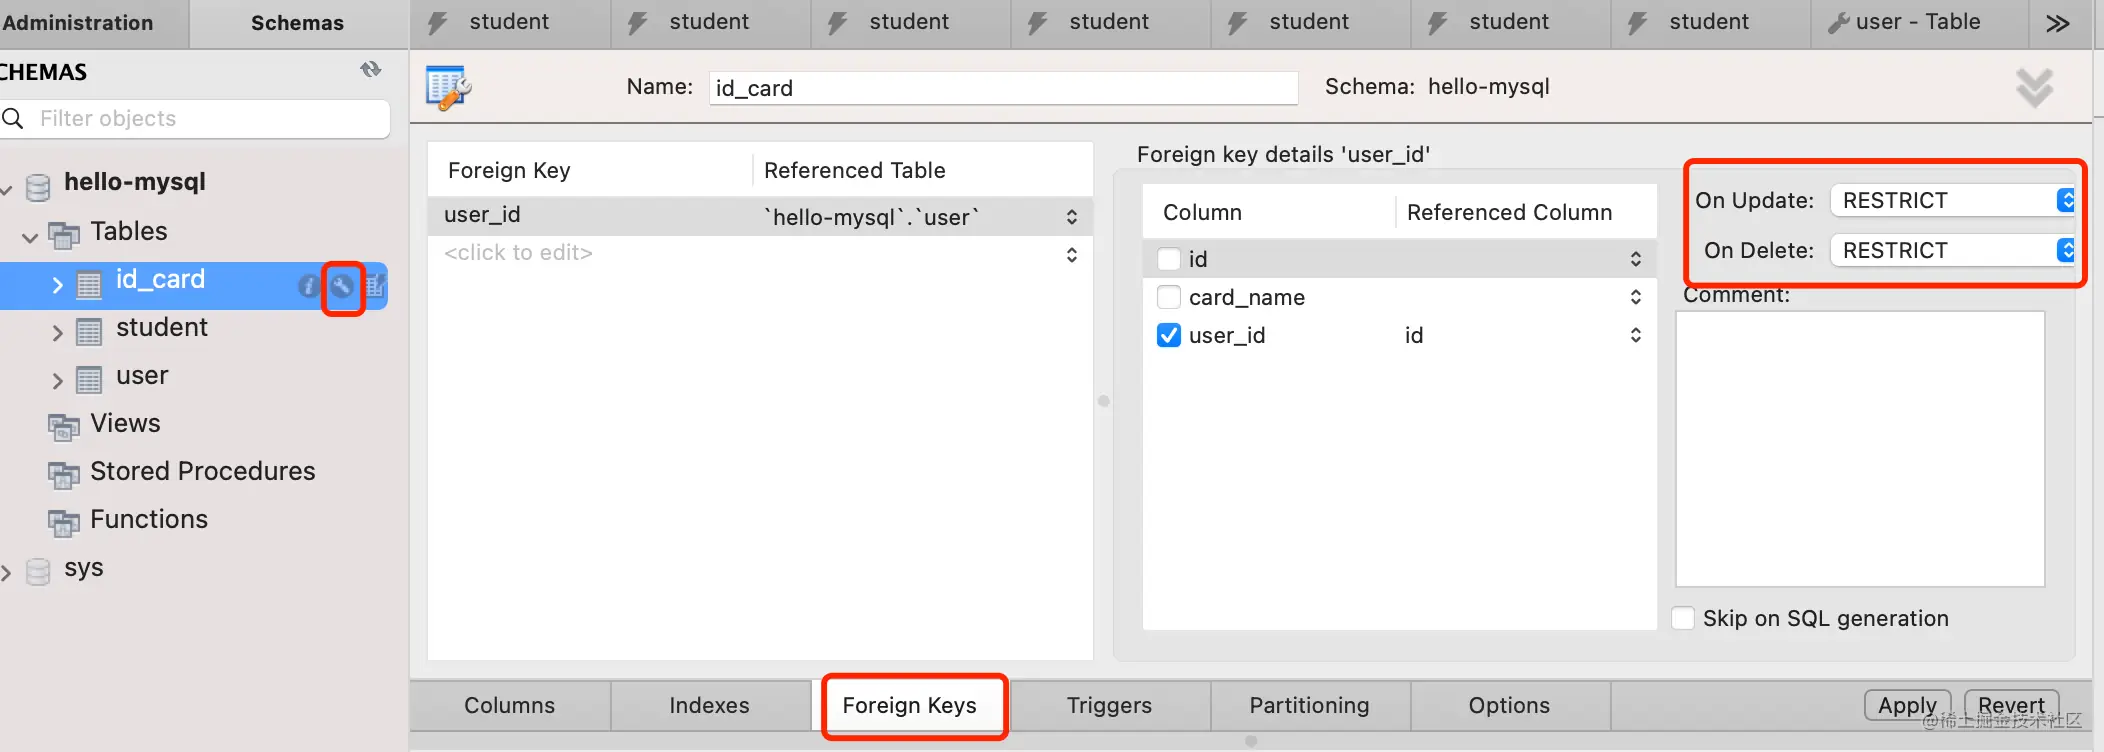 Administration
Schemas
student
student
student
student
student
student
student
user - Table
CHEMAS
Filter objects
hello-mysql
Tables
id_card
student
user
Views
Stored Procedures
Functions
sys
Name: id_card
Schema: hello-mysql
Foreign Key Referenced Table
user_id `hello-mysql`.`user`
<click to edit>
Foreign key details 'user_id'
Column Referenced Column
id
card_name
user_id id
On Update: RESTRICT
On Delete: RESTRICT
Comment:
Skip on SQL generation
Columns
Indexes
Foreign Keys
Triggers
Partitioning
Options
Apply
Revert
@稀土掘金技术社区